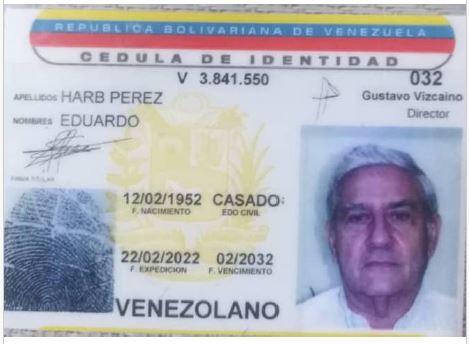 REPUBLICA BOLIVARIANA DE VENEZUELA
CEDULA DE IDENTIDAD
V 3.841.550 032
APELLIDOS HARB PEREZ Gustavo Vizcaino
NOMBRES EDUARDO Director
FIRMA TITULAR
12/02/1952 CASADO
F. NACIMIENTO EDO CIVIL
22/02/2022 02/2032
F. EXPEDICION F. VENCIMIENTO
VENEZOLANO